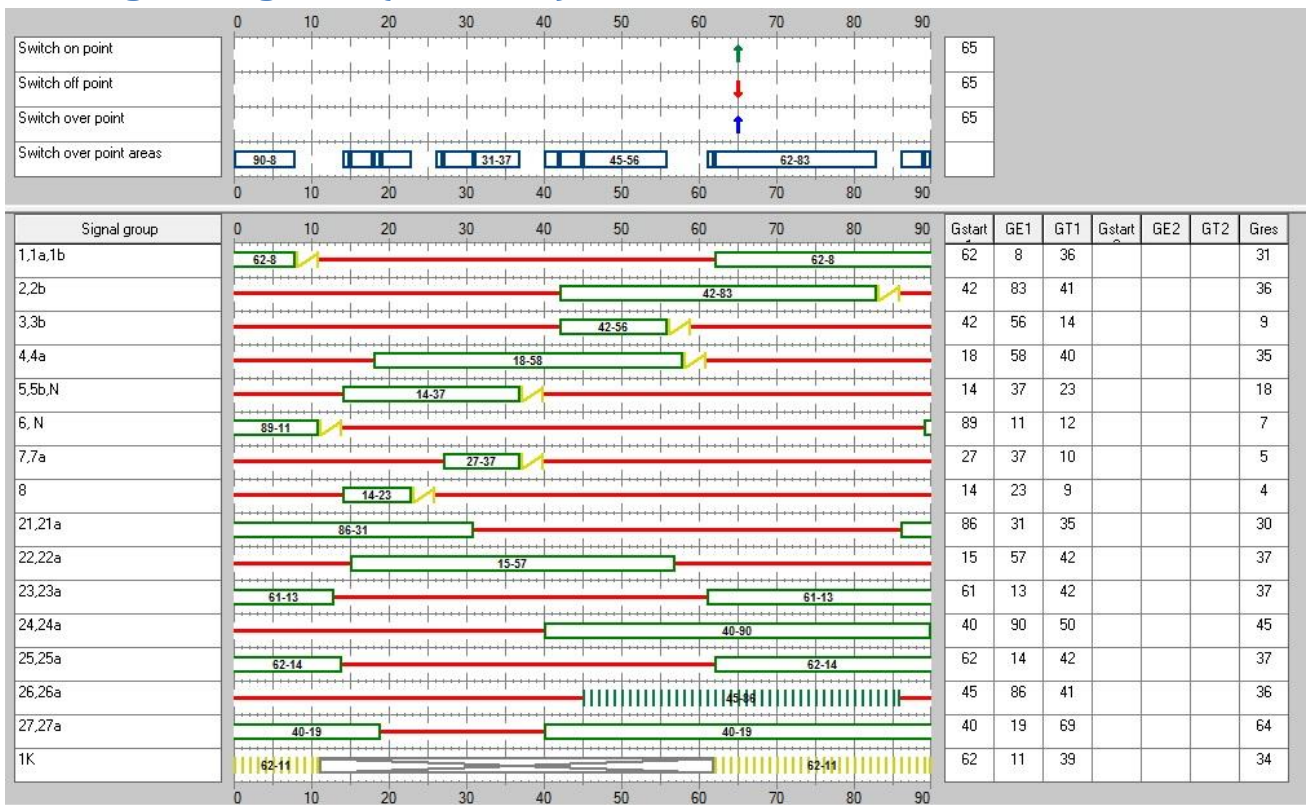 0 10 20 30 40 50 60 70 80 90
Switch on point 65
Switch off point 65
Switch over point 65
Switch over point areas 90-8 31-37 45-56 62-83
0 10 20 30 40 50 60 70 80 90
Signal group 0 10 20 30 40 50 60 70 80 90 Gstart GE1 GT1 Gstart GE2 GT2 Gres
1,1a,1b 62-8 62-8 62 8 36 31
2,2b 42-83 42 83 41 36
3,3b 42-56 42 56 14 9
4,4a 18-58 18 58 40 35
5,5b,N 14-37 14 37 23 18
6, N 89-11 89 11 12 7
7,7a 27-37 27 37 10 5
8 14-23 14 23 9 4
21,21a 86-31 86 31 35 30
22,22a 15-57 15 57 42 37
23,23a 61-13 61-13 61 13 42 37
24,24a 40-90 40 90 50 45
25,25a 62-14 62-14 62 14 42 37
26,26a 45-86 45 86 41 36
27,27a 40-19 40-19 40 19 69 64
1K 62-11 62-11 62 11 39 34
0 10 20 30 40 50 60 70 80 90